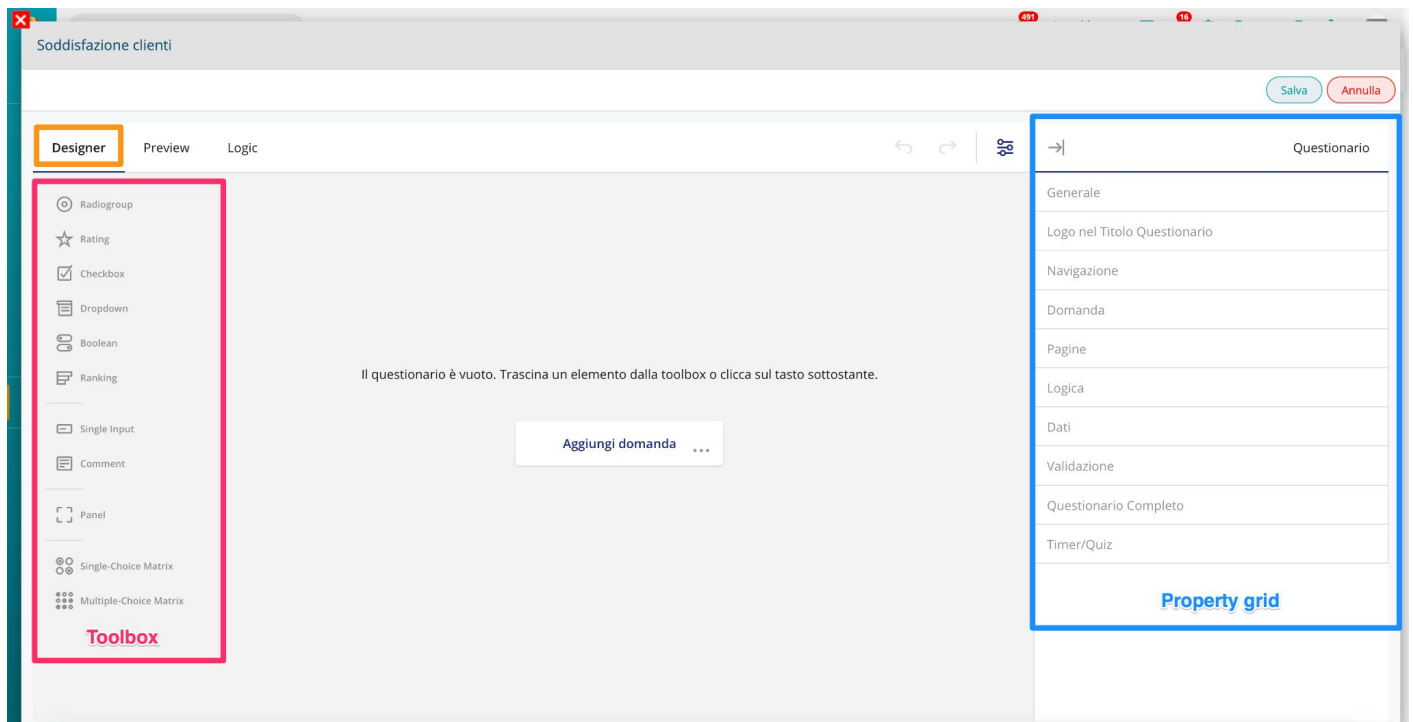 491
16
Soddisfazione clienti
Salva
Annulla
Designer
Preview
Logic
Questionario
Radiogroup
Rating
Checkbox
Dropdown
Boolean
Ranking
Single Input
Comment
Panel
Single-Choice Matrix
Multiple-Choice Matrix
Toolbox
Il questionario è vuoto. Trascina un elemento dalla toolbox o clicca sul tasto sottostante.
Aggiungi domanda ...
Generale
Logo nel Titolo Questionario
Navigazione
Domanda
Pagine
Logica
Dati
Validazione
Questionario Completo
Timer/Quiz
Property grid